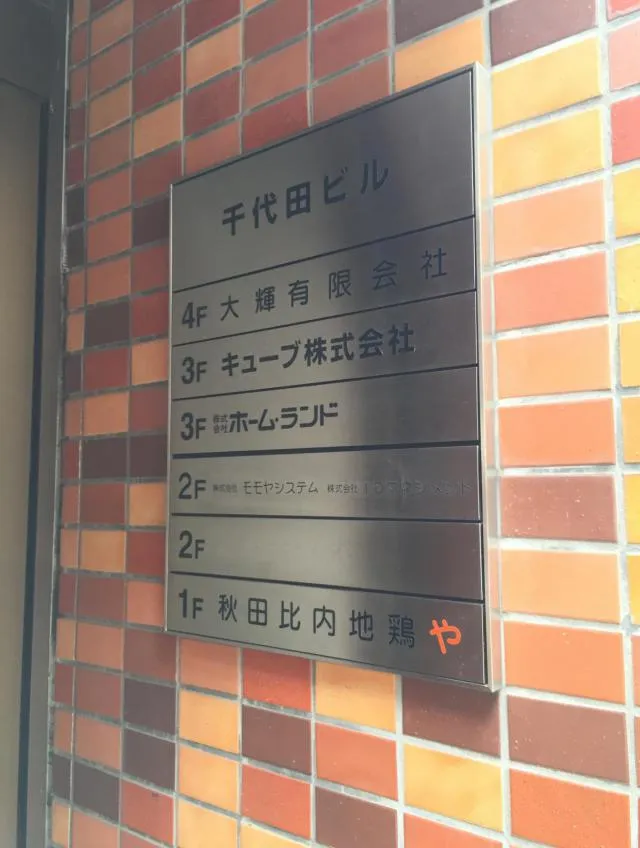 千代田ビル
4F 大輝有限会社
3F キューブ株式会社
3F 株式会社ホーム・ランド
2F 株式会社 モモヤシステム 株式会社
2F
1F 秋田比内地鶏や